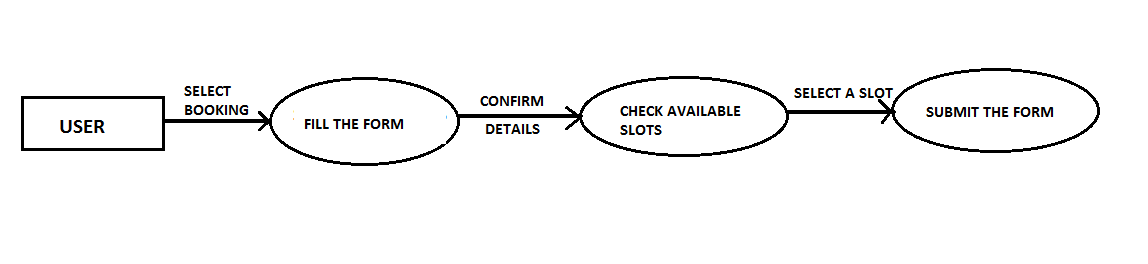 USER
SELECT
BOOKING
FILL THE FORM
CONFIRM
DETAILS
CHECK AVAILABLE
SLOTS
SELECT A SLOT
SUBMIT THE FORM